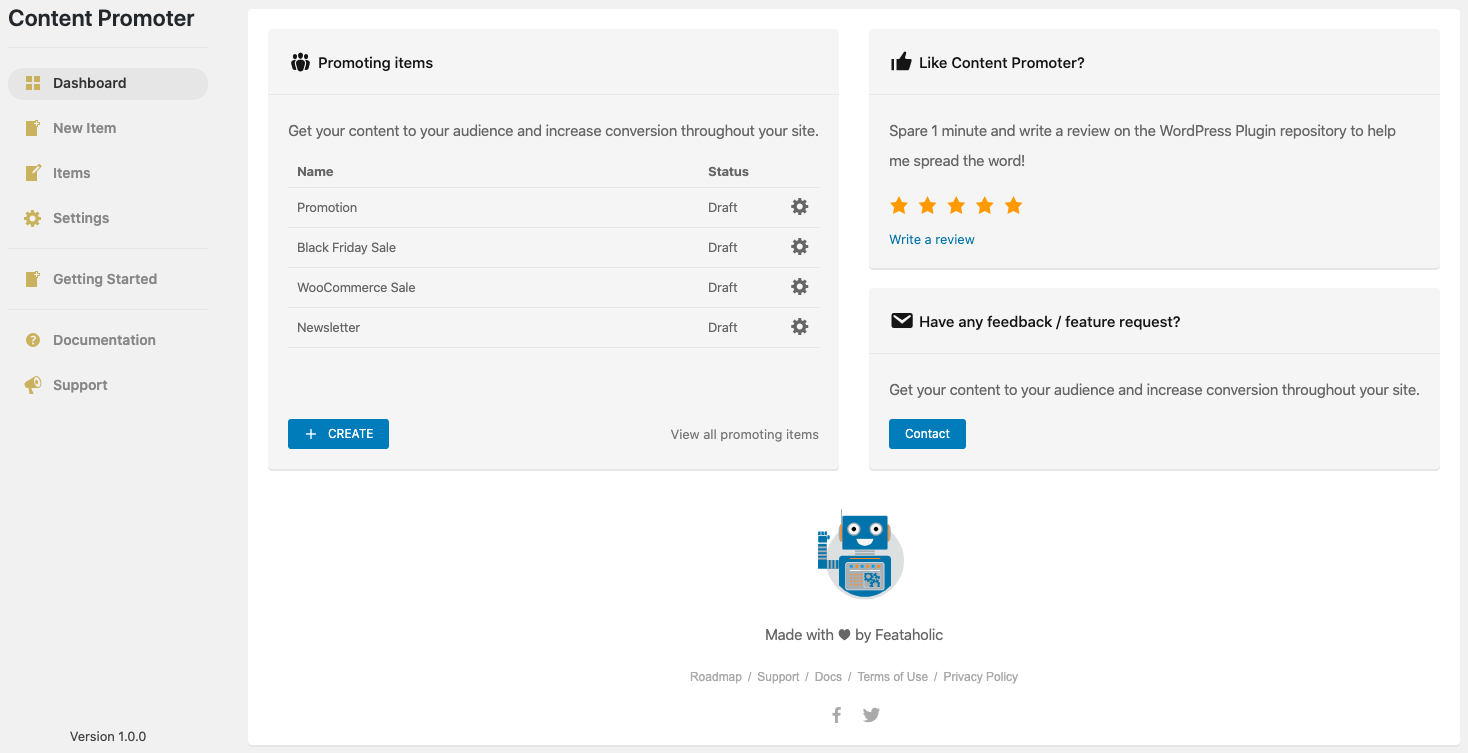 Content Promoter
Dashboard
New Item
Items
Settings
Getting Started
Documentation
Support
Version 1.0.0
Promoting items
Get your content to your audience and increase conversion throughout your site.
Name Status
Promotion Draft
Black Friday Sale Draft
WooCommerce Sale Draft
Newsletter Draft
+ CREATE View all promoting items
Like Content Promoter?
Spare 1 minute and write a review on the WordPress Plugin repository to help
me spread the word!
Write a review
Have any feedback / feature request?
Get your content to your audience and increase conversion throughout your site.
Contact
Made with ♥ by Feataholic
Roadmap / Support / Docs / Terms of Use / Privacy Policy